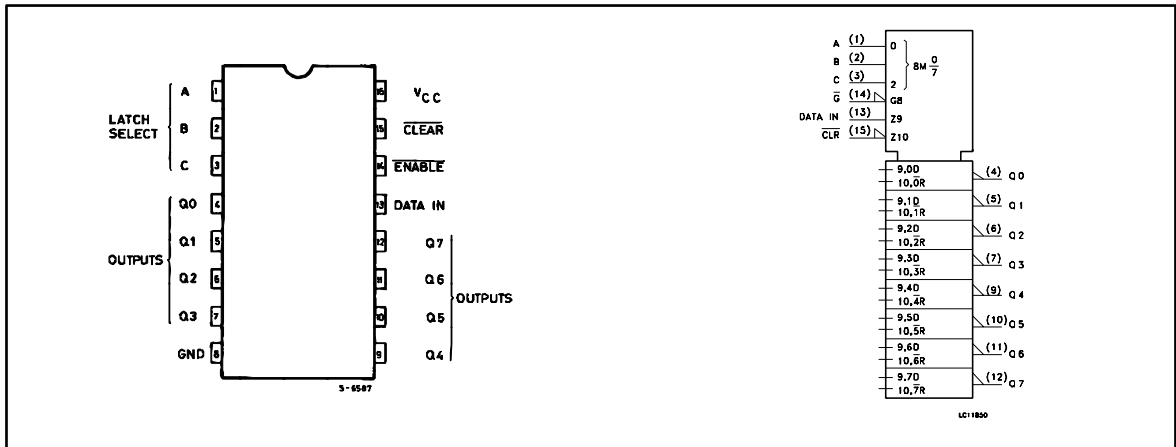 LATCH SELECT
A 1
B 2
C 3
OUTPUTS
Q0 4
Q1 5
Q2 6
Q3 7
GND 8
16 VCC
15 CLEAR
14 ENABLE
13 DATA IN
12 Q7
11 Q6
10 Q5
9 Q4
OUTPUTS
S-6587
A (1) 0
B (2)
C (3) 2
8M 0/7
G (14) G8
DATA IN (13) Z9
CLR (15) Z10
9,0D
10,0R
(4) Q0
9,1D
10,1R
(5) Q1
9,2D
10,2R
(6) Q2
9,3D
10,3R
(7) Q3
9,4D
10,4R
(9) Q4
9,5D
10,5R
(10) Q5
9,6D
10,6R
(11) Q6
9,7D
10,7R
(12) Q7
LC11850